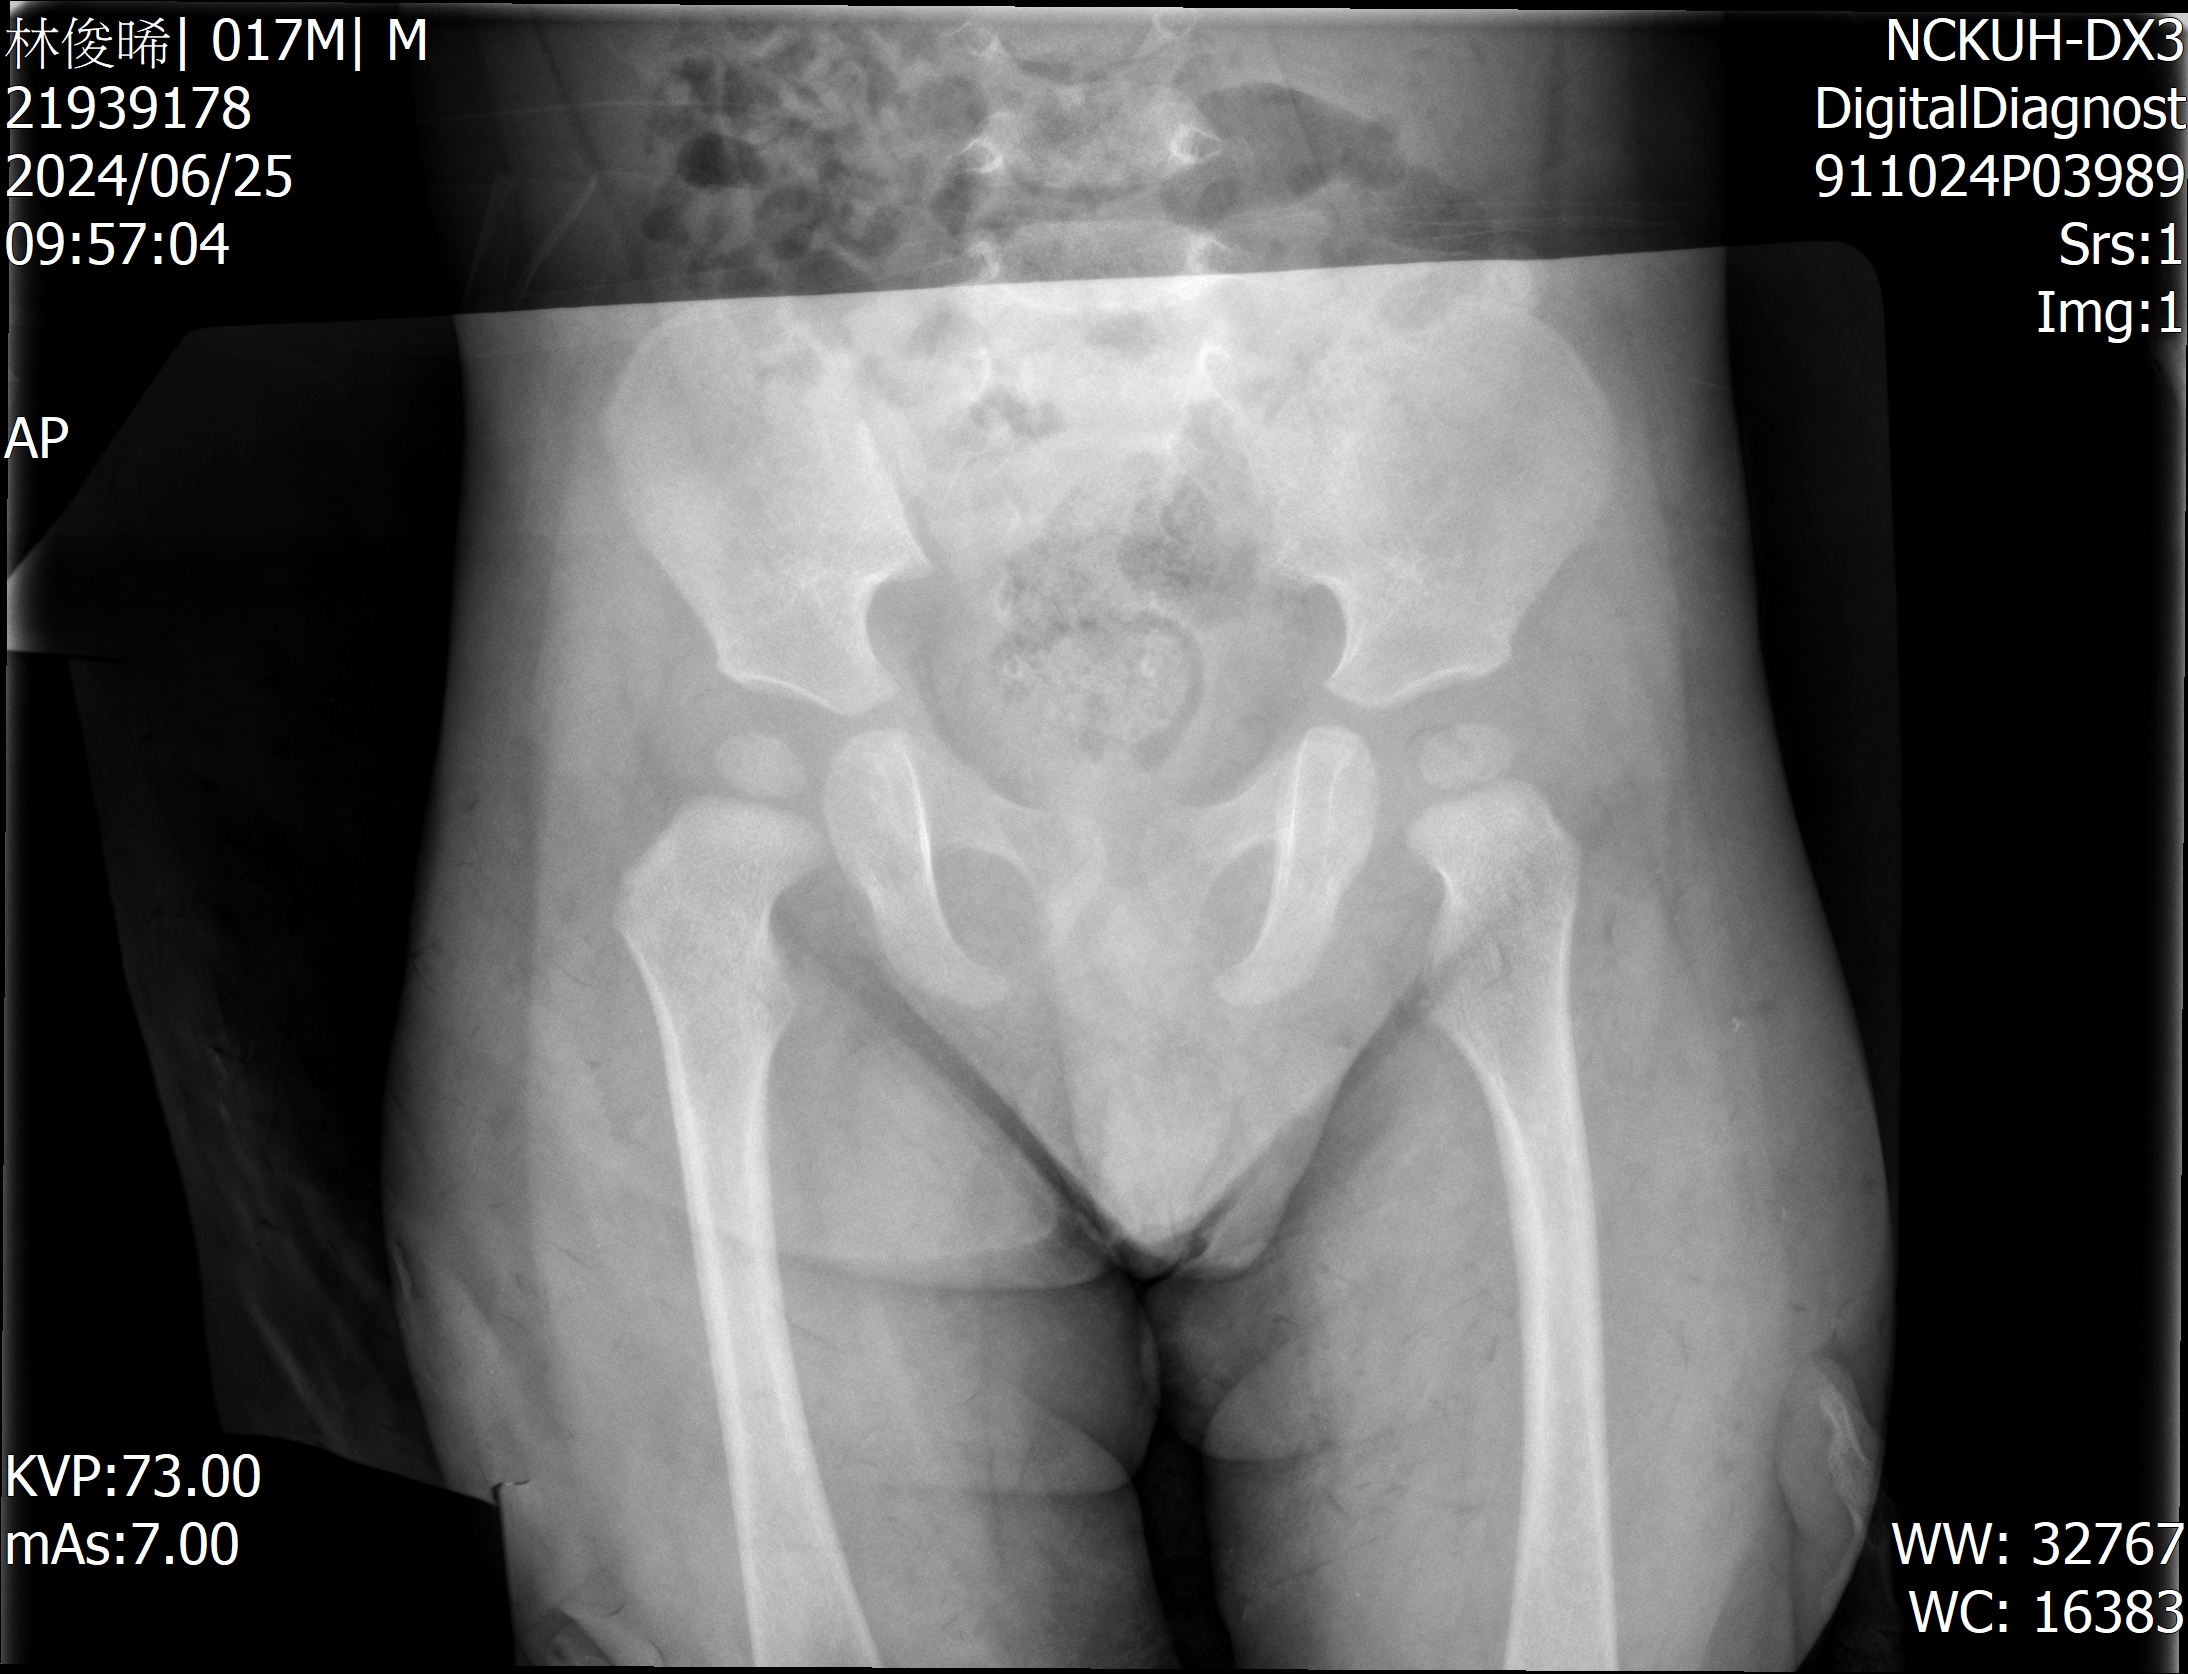 林俊晞| 017M| M
21939178
2024/06/25
09:57:04
AP
NCKUH-DX3
DigitalDiagnost
911024P03989
Srs:1
Img:1
KVP:73.00
mAs:7.00
WW: 32767
WC: 16383